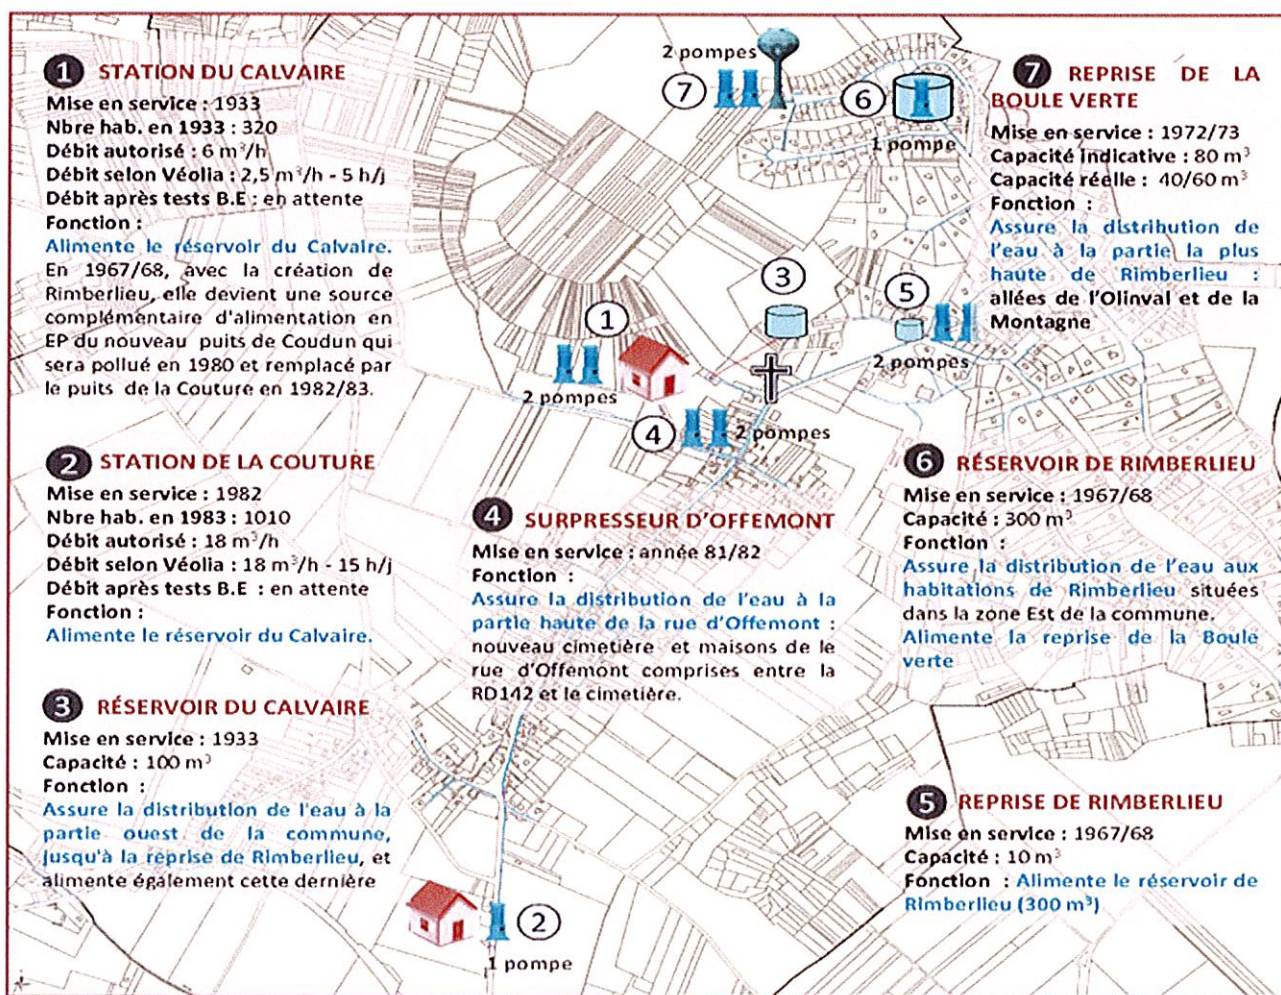 1 STATION DU CALVAIRE
Mise en service : 1933
Nbre hab. en 1933 : 320
Débit autorisé : 6 m³/h
Débit selon Véolia : 2,5 m³/h - 5 h/j
Débit après tests B.E : en attente
Fonction :
Alimente le réservoir du Calvaire.
En 1967/68, avec la création de
Rimberlieu, elle devient une source
complémentaire d'alimentation en
EP du nouveau puits de Coudun qui
sera pollué en 1980 et remplacé par
le puits de la Couture en 1982/83.
2 STATION DE LA COUTURE
Mise en service : 1982
Nbre hab. en 1983 : 1010
Débit autorisé : 18 m³/h
Débit selon Véolia : 18 m³/h - 15 h/j
Débit après tests B.E : en attente
Fonction :
Alimente le réservoir du Calvaire.
3 RÉSERVOIR DU CALVAIRE
Mise en service : 1933
Capacité : 100 m³
Fonction :
Assure la distribution de l'eau à la
partie ouest de la commune,
jusqu'à la reprise de Rimberlieu, et
alimente également cette dernière
2 pompes
7
6
1 pompe
3
5
2 pompes
1
2 pompes
4
2 pompes
4 SURPRESSEUR D'OFFEMONT
Mise en service : année 81/82
Fonction :
Assure la distribution de l'eau à la
partie haute de la rue d'Offemont :
nouveau cimetière et maisons de le
rue d'Offemont comprises entre la
RD142 et le cimetière.
2
1 pompe
7 REPRISE DE LA
BOULE VERTE
Mise en service : 1972/73
Capacité indicative : 80 m³
Capacité réelle : 40/60 m³
Fonction :
Assure la distribution de
l'eau à la partie la plus
haute de Rimberlieu :
allées de l'Olinval et de la
Montagne
6 RÉSERVOIR DE RIMBERLIEU
Mise en service : 1967/68
Capacité : 300 m³
Fonction :
Assure la distribution de l'eau aux
habitations de Rimberlieu situées
dans la zone Est de la commune.
Alimente la reprise de la Boule
verte
5 REPRISE DE RIMBERLIEU
Mise en service : 1967/68
Capacité : 10 m³
Fonction : Alimente le réservoir de
Rimberlieu (300 m³)